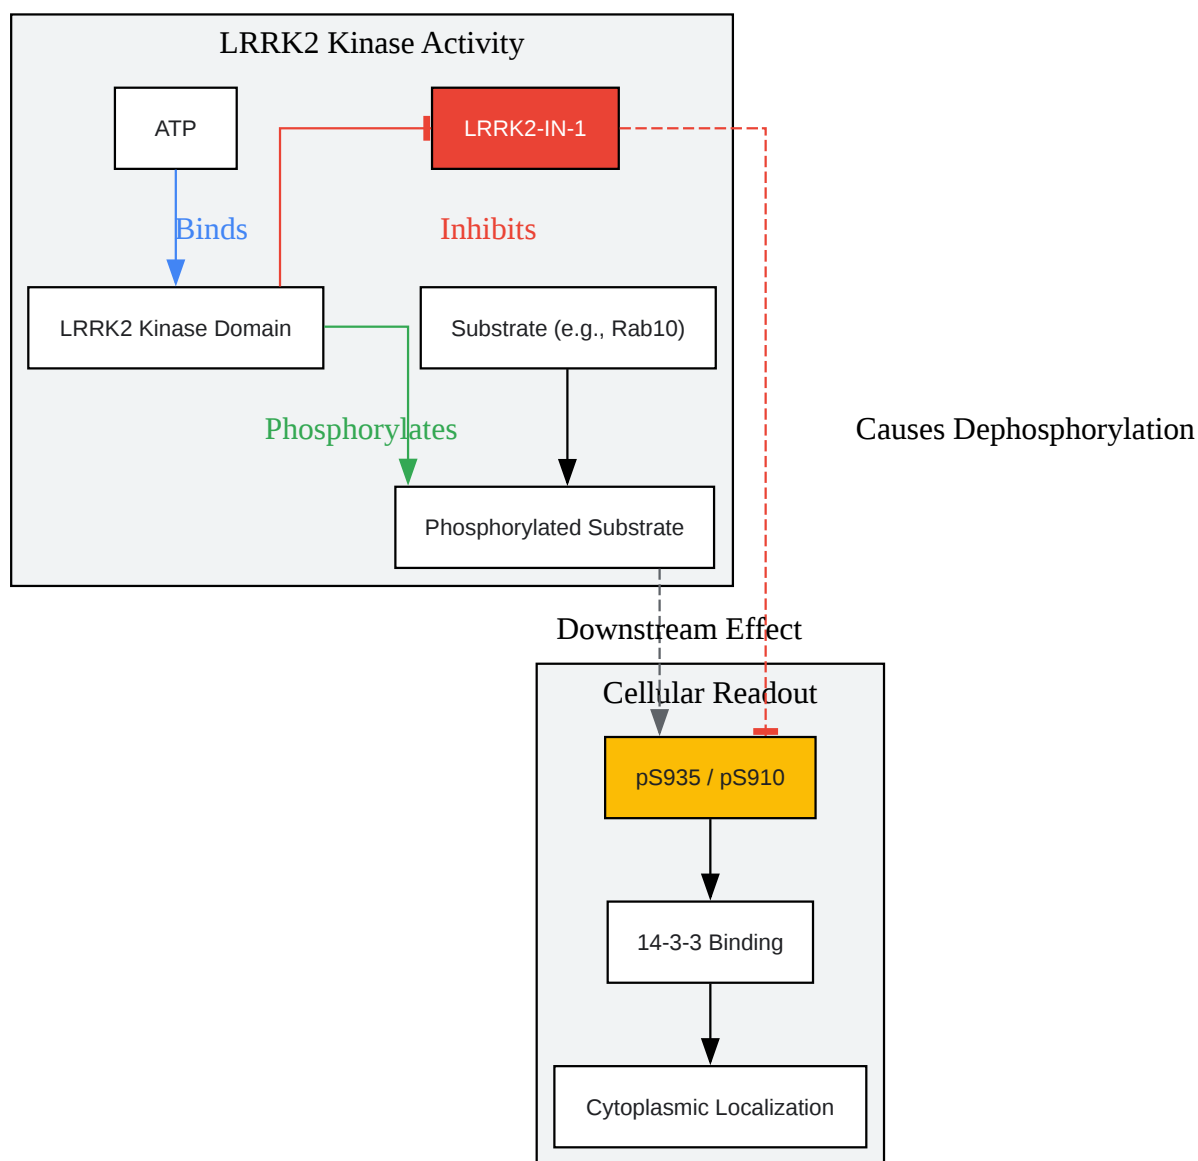 LRRK2 Kinase Activity
ATP
LRRK2-IN-1
Binds
Inhibits
LRRK2 Kinase Domain
Substrate (e.g., Rab10)
Phosphorylates
Causes Dephosphorylation
Phosphorylated Substrate
Downstream Effect
Cellular Readout
pS935 / pS910
14-3-3 Binding
Cytoplasmic Localization